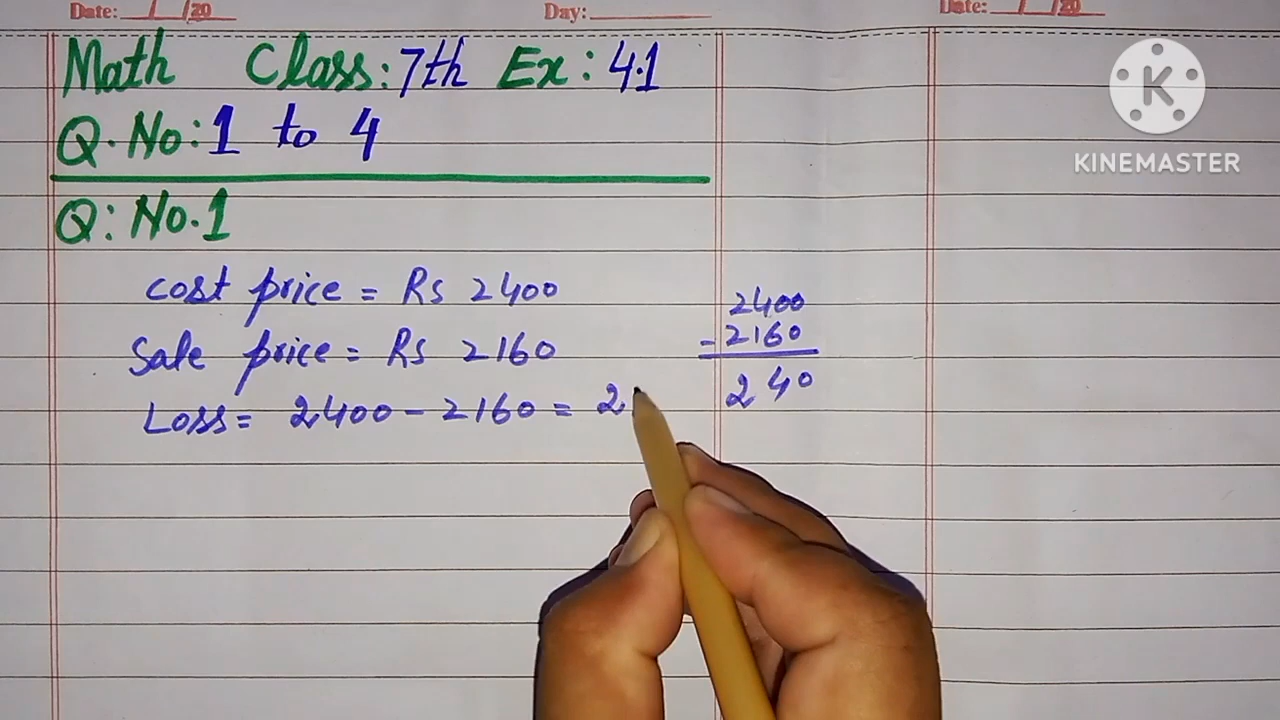 Date: / /20 Day: Date: / /20
Math Class: 7th Ex: 4.1
Q.No: 1 to 4
Q: No.1
cost price = Rs 2400
Sale price = Rs 2160
Loss = 2400 - 2160 = 2
2400
- 2160
240
KINEMASTER